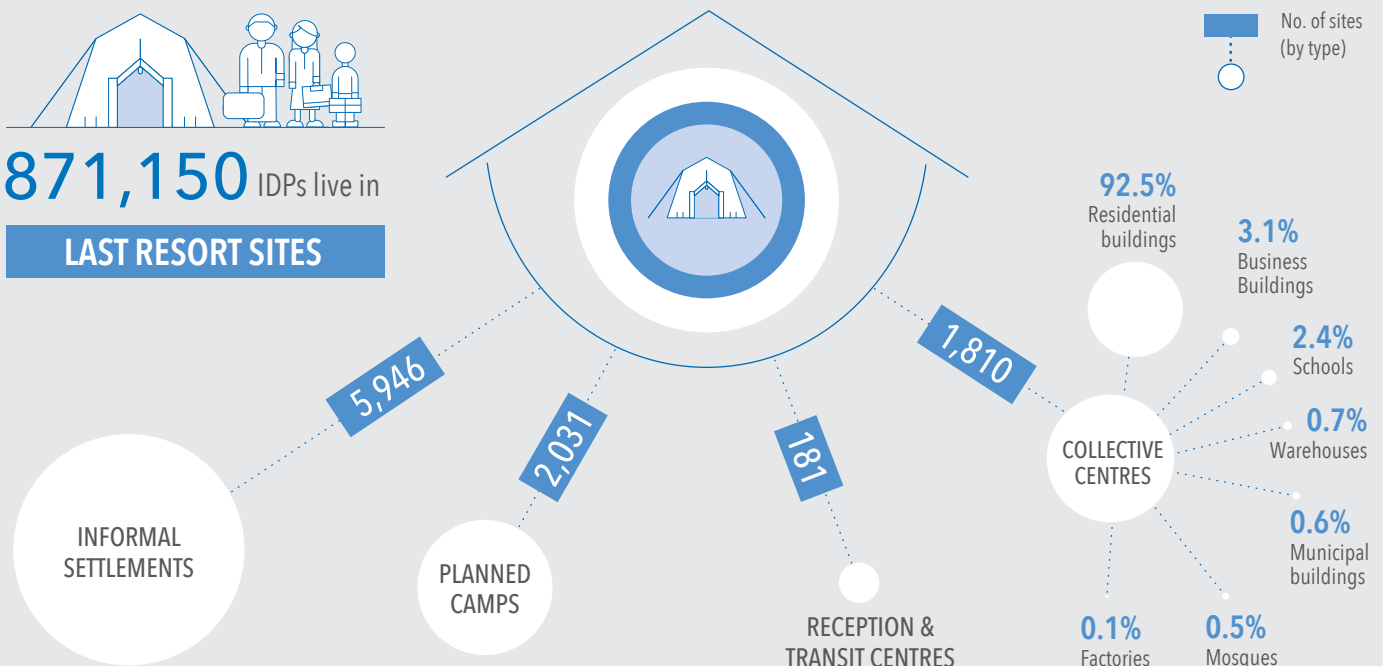 871,150 IDPs live in
LAST RESORT SITES
No. of sites
(by type)
5,946
INFORMAL
SETTLEMENTS
2,031
PLANNED
CAMPS
181
RECEPTION &
TRANSIT CENTRES
1,810
COLLECTIVE
CENTRES
92.5%
Residential
buildings
3.1%
Business
Buildings
2.4%
Schools
0.7%
Warehouses
0.6%
Municipal
buildings
0.5%
Mosques
0.1%
Factories